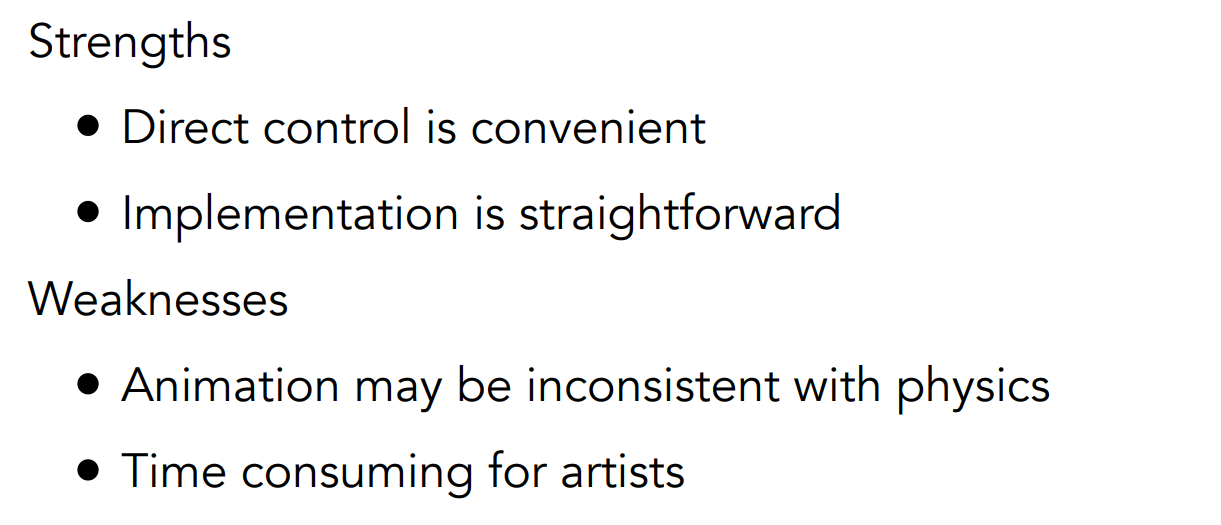 Strengths
• Direct control is convenient
• Implementation is straightforward
Weaknesses
• Animation may be inconsistent with physics
• Time consuming for artists